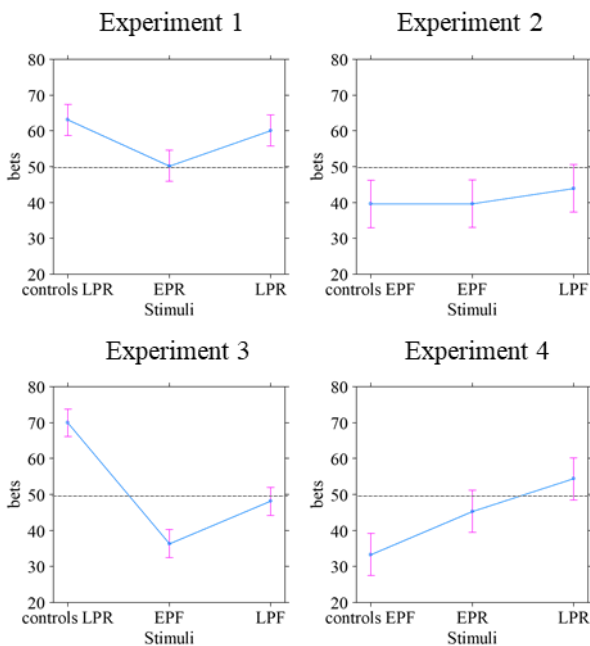 Experiment 1
80
70
60
50
40
30
20
bets
controls LPR EPR LPR
Stimuli
Experiment 2
80
70
60
50
40
30
20
bets
controls EPF EPF LPF
Stimuli
Experiment 3
80
70
60
50
40
30
20
bets
controls LPR EPF LPF
Stimuli
Experiment 4
80
70
60
50
40
30
20
bets
controls EPF EPR LPR
Stimuli